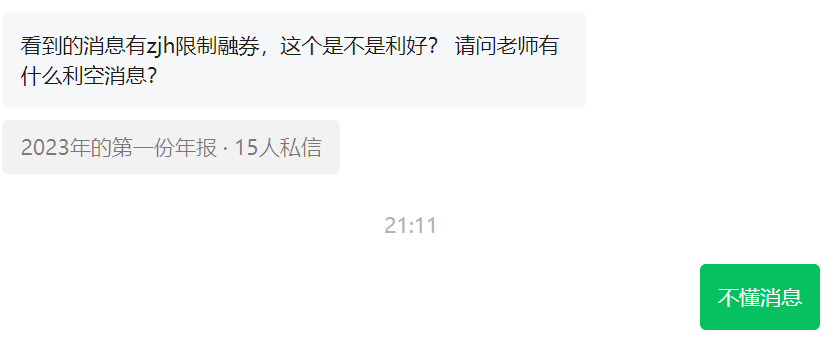 看到的消息有zjh限制融券，这个是不是利好？ 请问老师有
什么利空消息？
2023年的第一份年报 · 15人私信
21:11
不懂消息